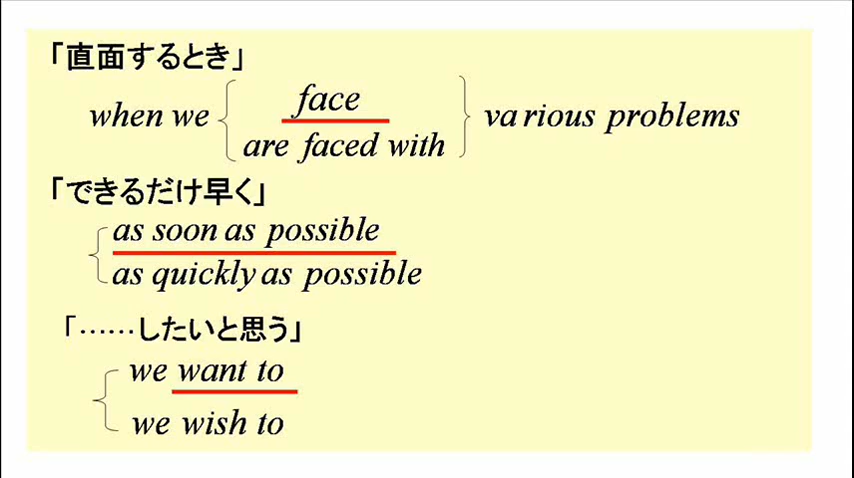 「直面するとき」
face
when we various problems
are faced with
「できるだけ早く」
as soon as possible
as quickly as possible
「……したいと思う」
we want to
we wish to